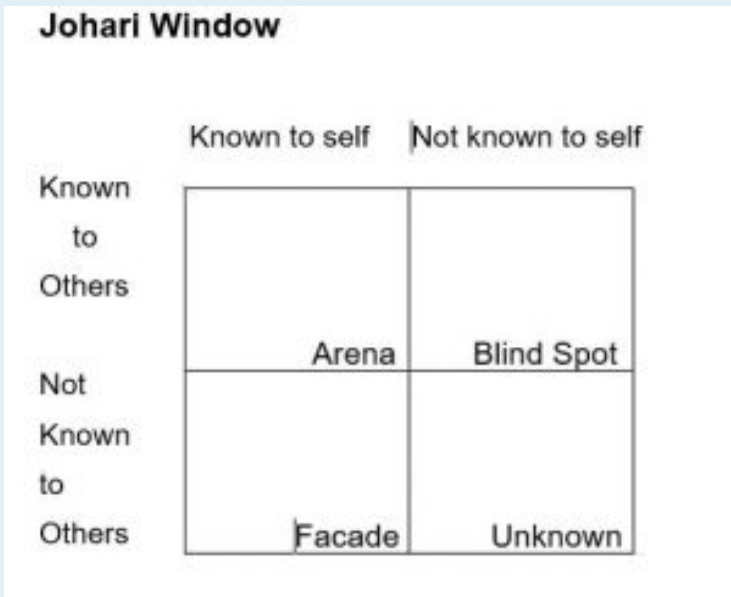 Johari Window
Known to self Not known to self
Known
to
Others
Arena Blind Spot
Not
Known
to
Others
Facade Unknown